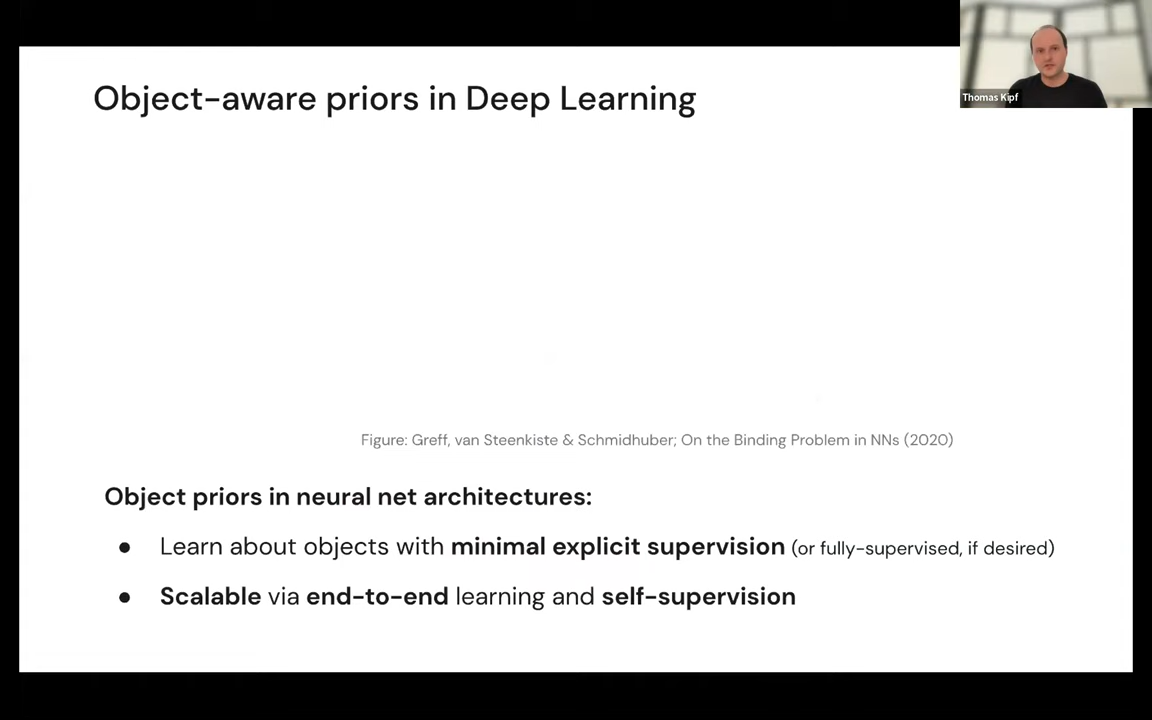 Object-aware priors in Deep Learning
Thomas Kipf
Figure: Greff, van Steenkiste & Schmidhuber; On the Binding Problem in NNs (2020)
Object priors in neural net architectures:
● Learn about objects with minimal explicit supervision (or fully-supervised, if desired)
● Scalable via end-to-end learning and self-supervision